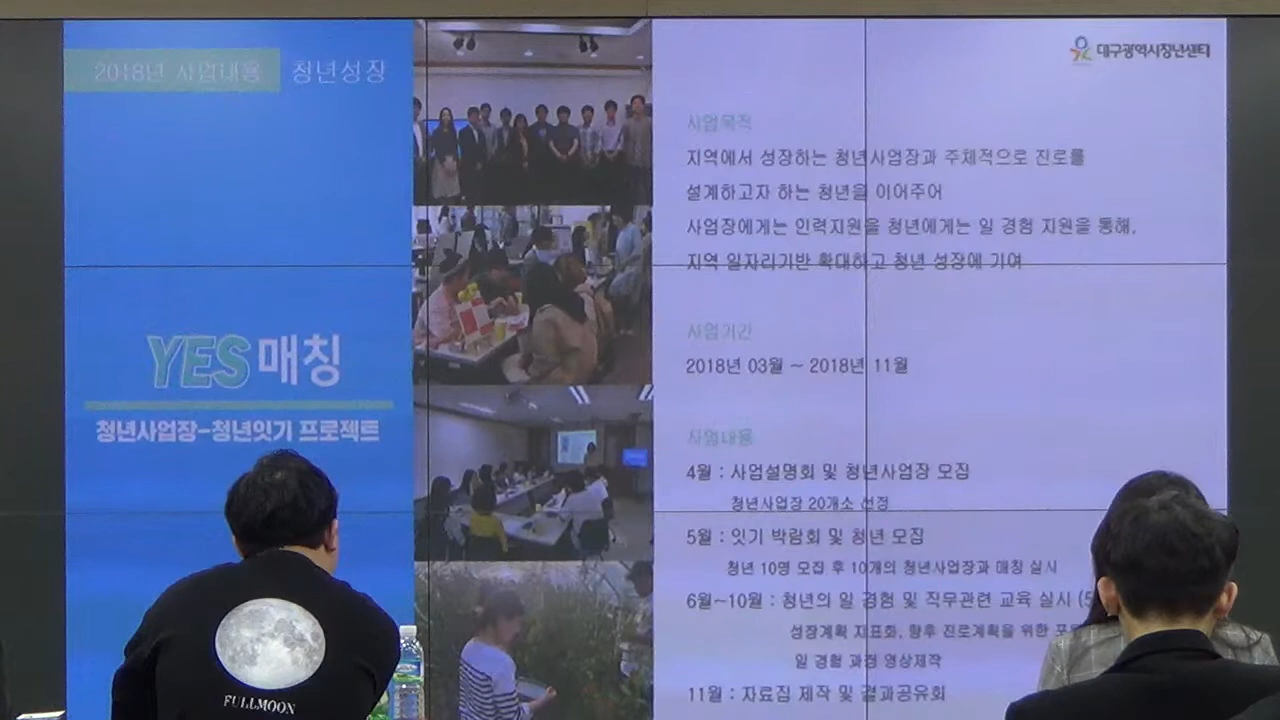 2018년 사업내용 청년성장
YES매칭
청년사업장-청년잇기 프로젝트
대구광역시청년센터
사업목적
지역에서 성장하는 청년사업장과 주체적으로 진로를
설계하고자 하는 청년을 이어주어
사업장에게는 인력지원을 청년에게는 일 경험 지원을 통해,
지역 일자리기반 확대하고 청년 성장에 기여
사업기간
2018년 03월 ~ 2018년 11월
사업내용
4월 : 사업설명회 및 청년사업장 모집
청년사업장 20개소 선정
5월 : 잇기 박람회 및 청년 모집
청년 10명 모집 후 10개의 청년사업장과 매칭 실시
6월~10월 : 청년의 일 경험 및 직무관련 교육 실시 (5
성장계획 지표화, 향후 진로계획을 위한
일 경험 과정 영상제작
11월 : 자료집 제작 및 결과공유회
FULLMOON